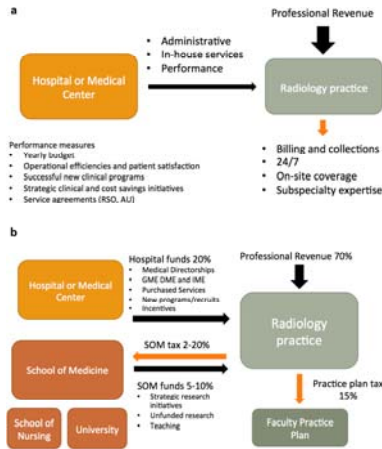 a
Professional Revenue
• Administrative
• In-house services
• Performance
Hospital or Medical
Center
Radiology practice
Performance measures
• Yearly budget
• Operational efficiencies and patient satisfaction
• Successful new clinical programs
• Strategic clinical and cost savings initiatives
• Service agreements (RSO, AU)
• Billing and collections
• 24/7
• On-site coverage
• Subspecialty expertise
b
Hospital funds 20%
• Medical Directorships
• GME DME and IME
• Purchased Services
• New programs/recruits
• Incentives
Professional Revenue 70%
Hospital or Medical
Center
Radiology
practice
SOM tax 2-20%
School of Medicine
SOM funds 5-10%
• Strategic research
initiatives
• Unfunded research
• Teaching
Practice plan tax
15%
School of
Nursing
University
Faculty Practice
Plan